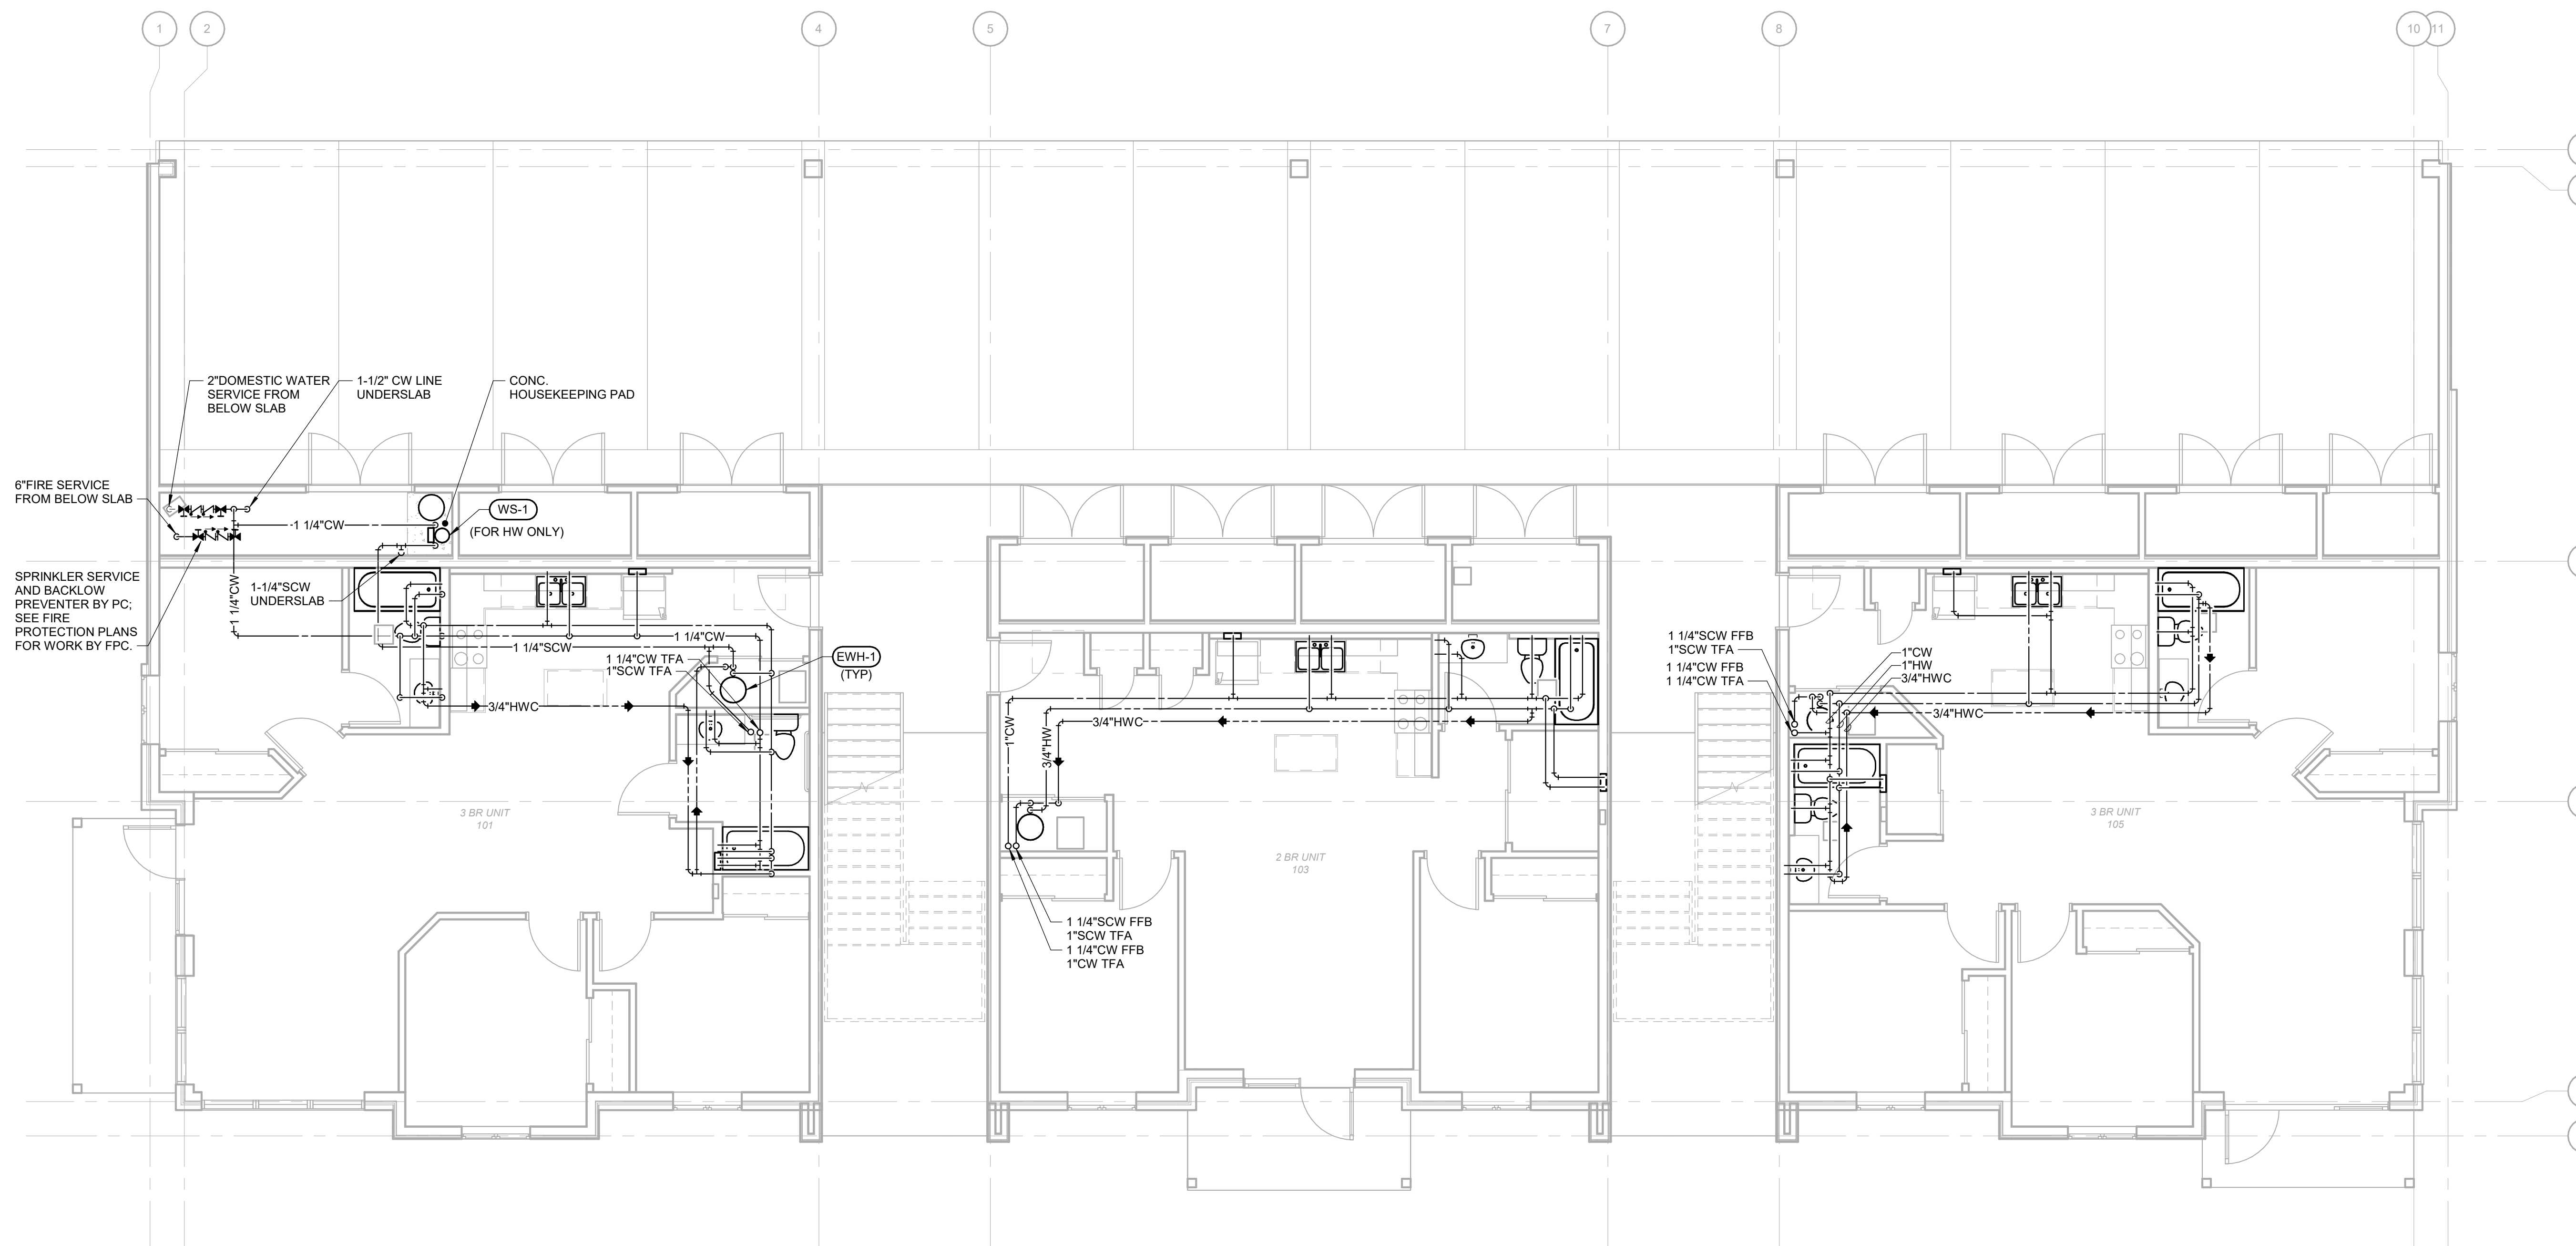 1
2
4
5
7
8
10
11
2"DOMESTIC WATER
SERVICE FROM
BELOW SLAB
1-1/2" CW LINE
UNDERSLAB
CONC.
HOUSEKEEPING PAD
6"FIRE SERVICE
FROM BELOW SLAB
WS-1
(FOR HW ONLY)
1 1/4"CW
SPRINKLER SERVICE
AND BACKLOW
PREVENTER BY PC;
SEE FIRE
PROTECTION PLANS
FOR WORK BY FPC.
1 1/4"CW
1-1/4"SCW
UNDERSLAB
1 1/4"CW
1 1/4"SCW
1 1/4"CW TFA
1"SCW TFA
EWH-1
(TYP)
3/4"HWC
3 BR UNIT
101
1"CW
3/4"HW
3/4"HWC
2 BR UNIT
103
1 1/4"SCW FFB
1"SCW TFA
1 1/4"CW FFB
1"CW TFA
1 1/4"SCW FFB
1"SCW TFA
1 1/4"CW FFB
1 1/4"CW TFA
1"CW
1"HW
3/4"HWC
3/4"HWC
3 BR UNIT
105